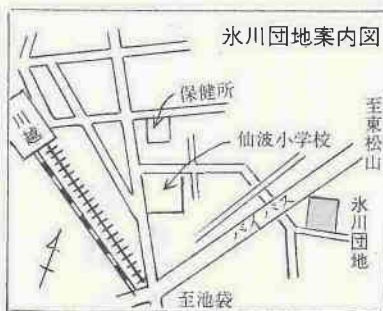 氷川団地案内図
保健所
仙波小学校
川越
至東松山
バイパス
氷川団地
至池袋